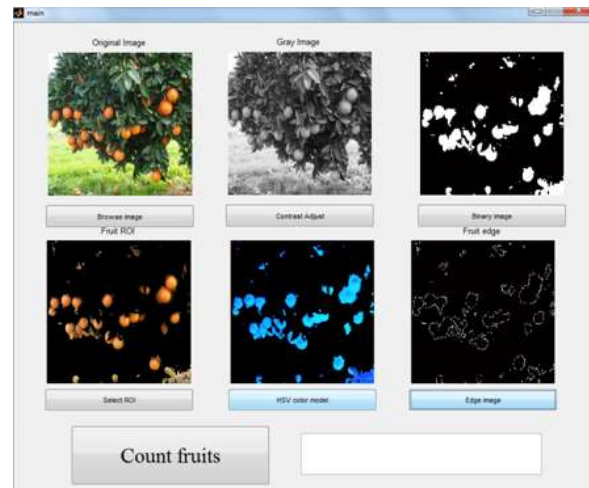 main
Original Image
Gray Image
Browse image
Contrast Adjust
Binary image
Fruit ROI
Fruit edge
Select ROI
HSV color model
Edge image
Count fruits